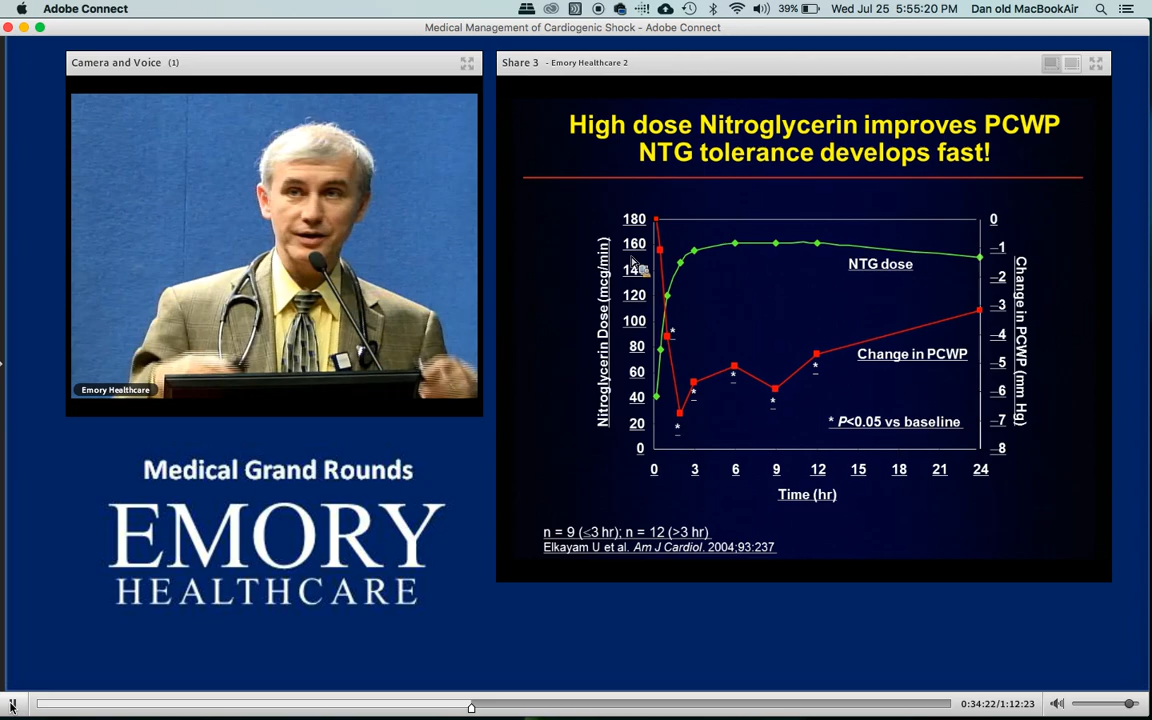 Adobe Connect
39%
Wed Jul 25 5:55:20 PM
Dan old MacBookAir
Medical Management of Cardiogenic Shock - Adobe Connect
Camera and Voice (1)
Share 3 - Emory Healthcare 2
Emory Healthcare
High dose Nitroglycerin improves PCWP
NTG tolerance develops fast!
Nitroglycerin Dose (mcg/min)
180
160
140
120
100
80
60
40
20
0
NTG dose
Change in PCWP
* P<0.05 vs baseline
*
*
*
*
*
*
0
–1
–2
–3
–4
–5
–6
–7
–8
Change in PCWP (mm Hg)
0 3 6 9 12 15 18 21 24
Time (hr)
n = 9 (≤3 hr); n = 12 (>3 hr)
Elkayam U et al. Am J Cardiol. 2004;93:237
Medical Grand Rounds
EMORY
HEALTHCARE
0:34:22/1:12:23